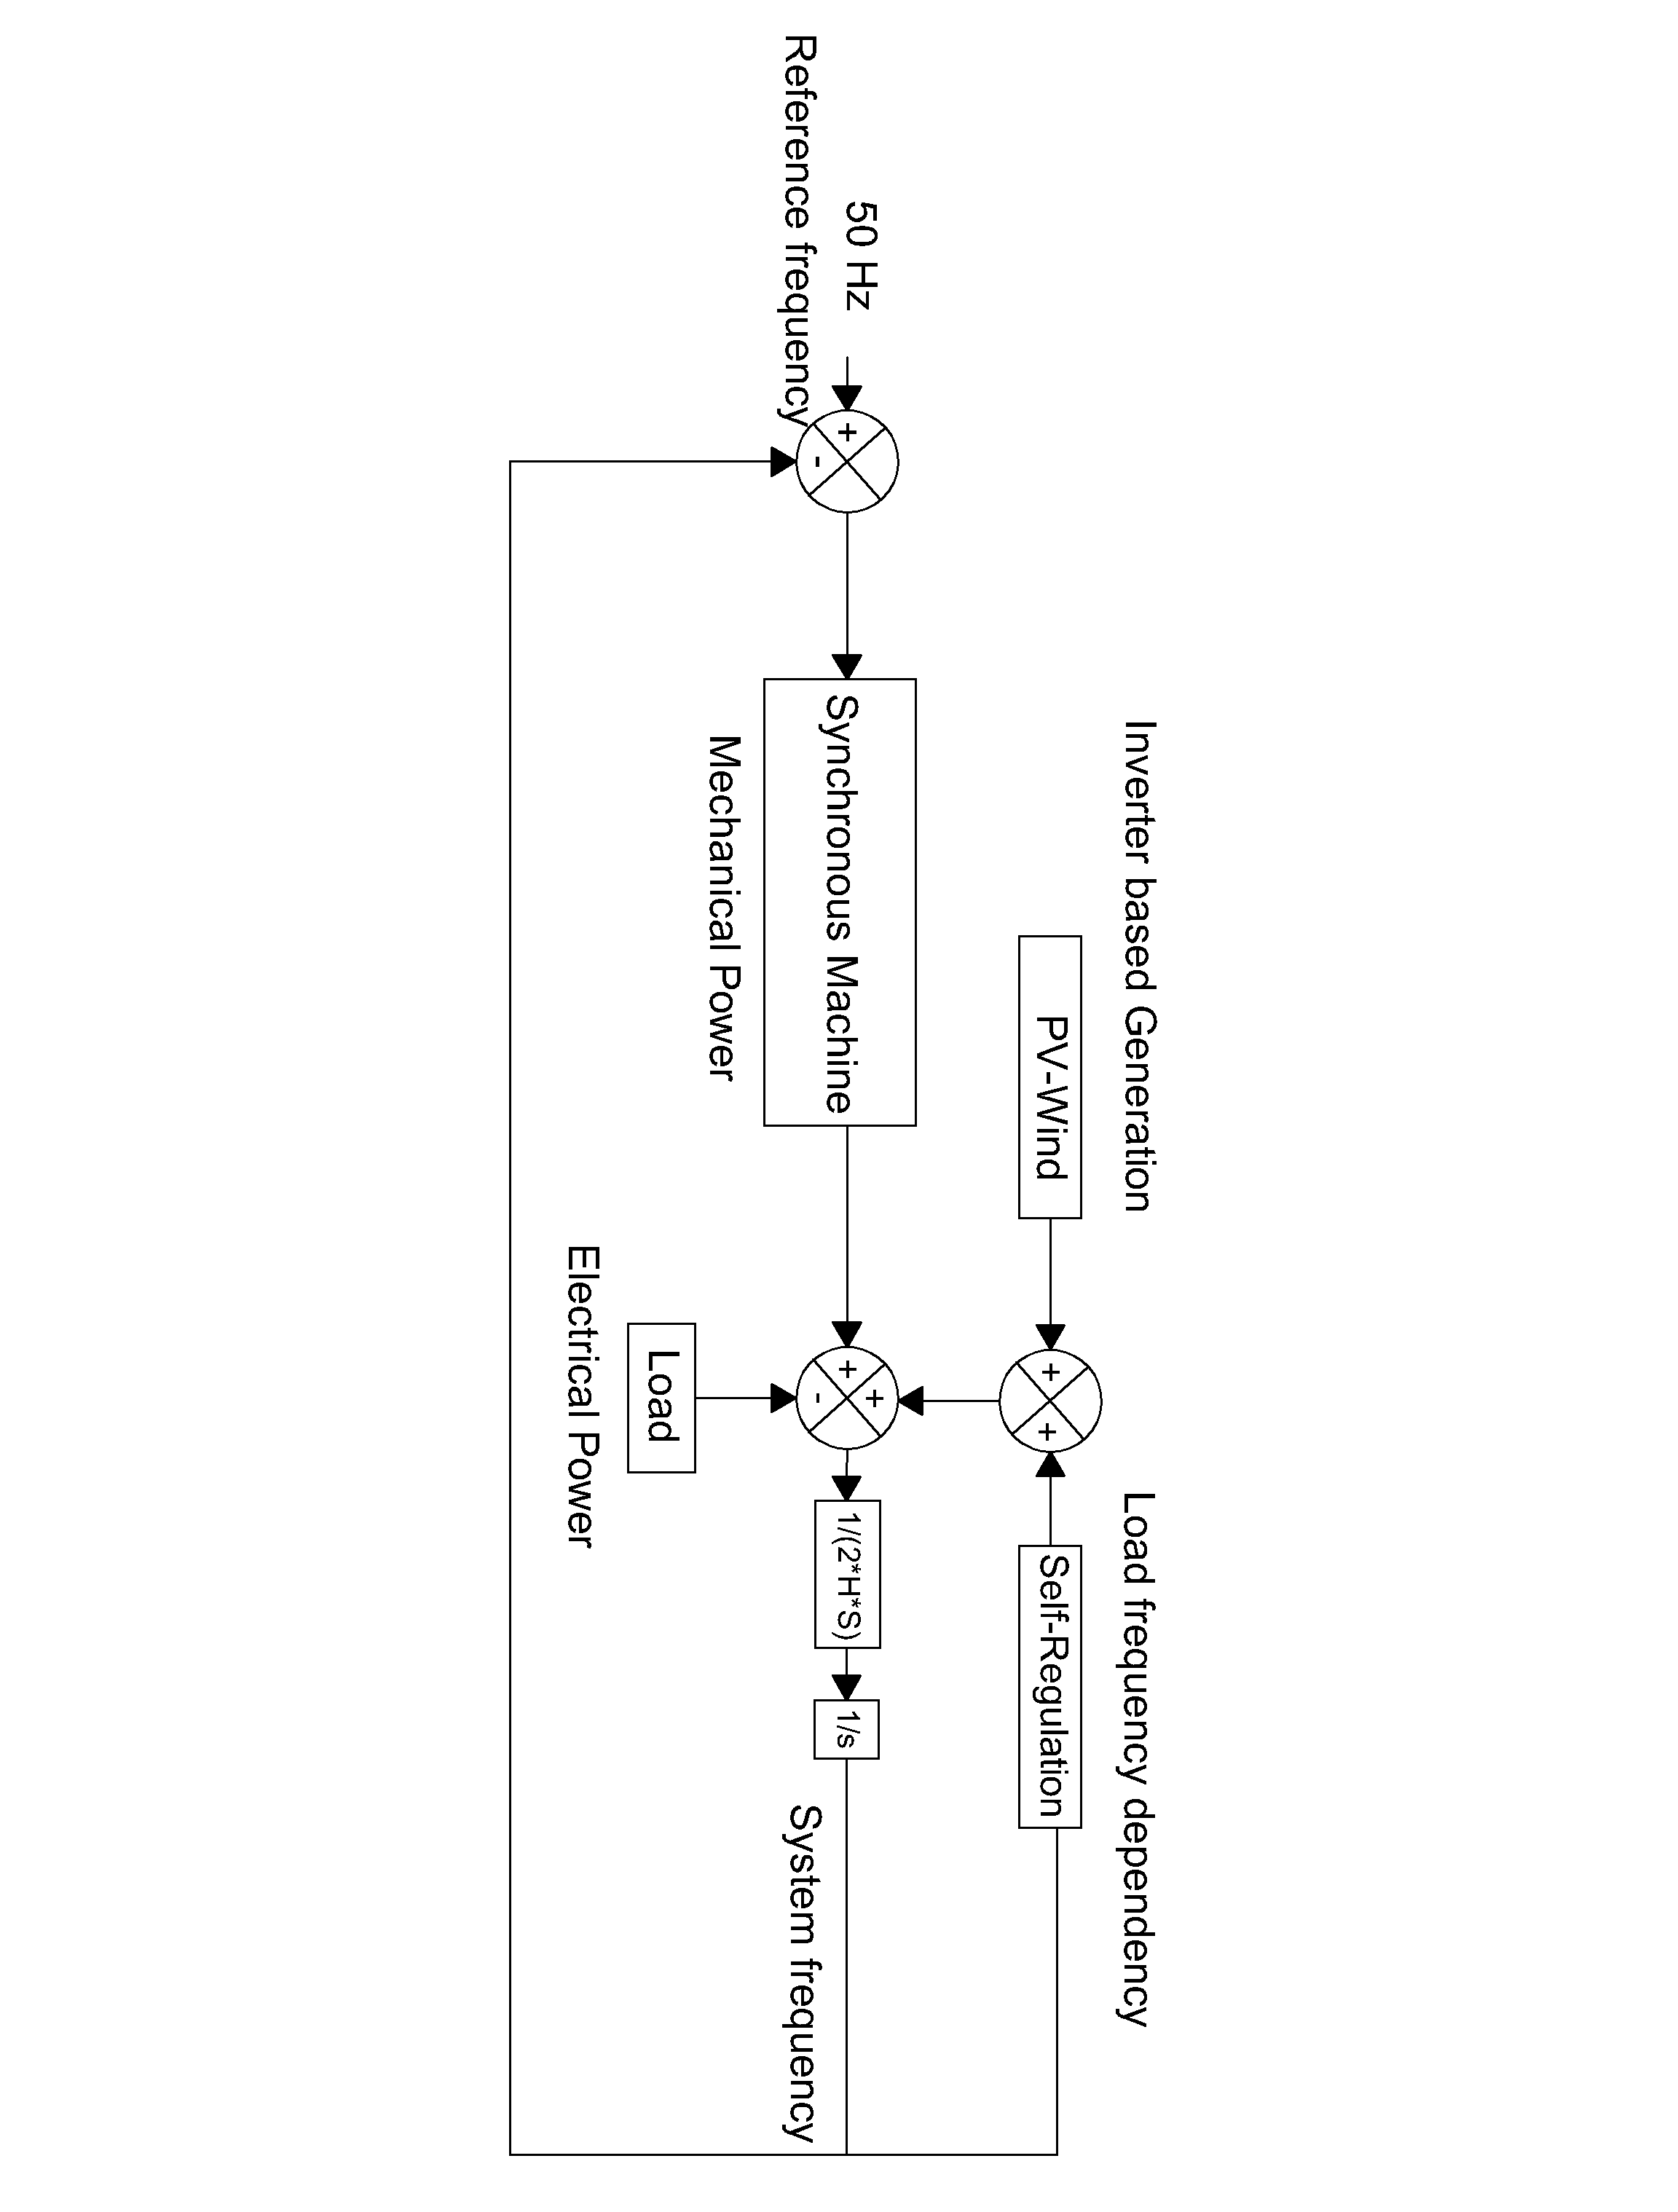 Inverter based Generation
Load frequency dependency
PV-Wind
+
+
Self-Regulation
50 Hz
Reference frequency
+
-
Synchronous Machine
Mechanical Power
+
+
-
1/(2*H*S)
1/s
System frequency
Load
Electrical Power